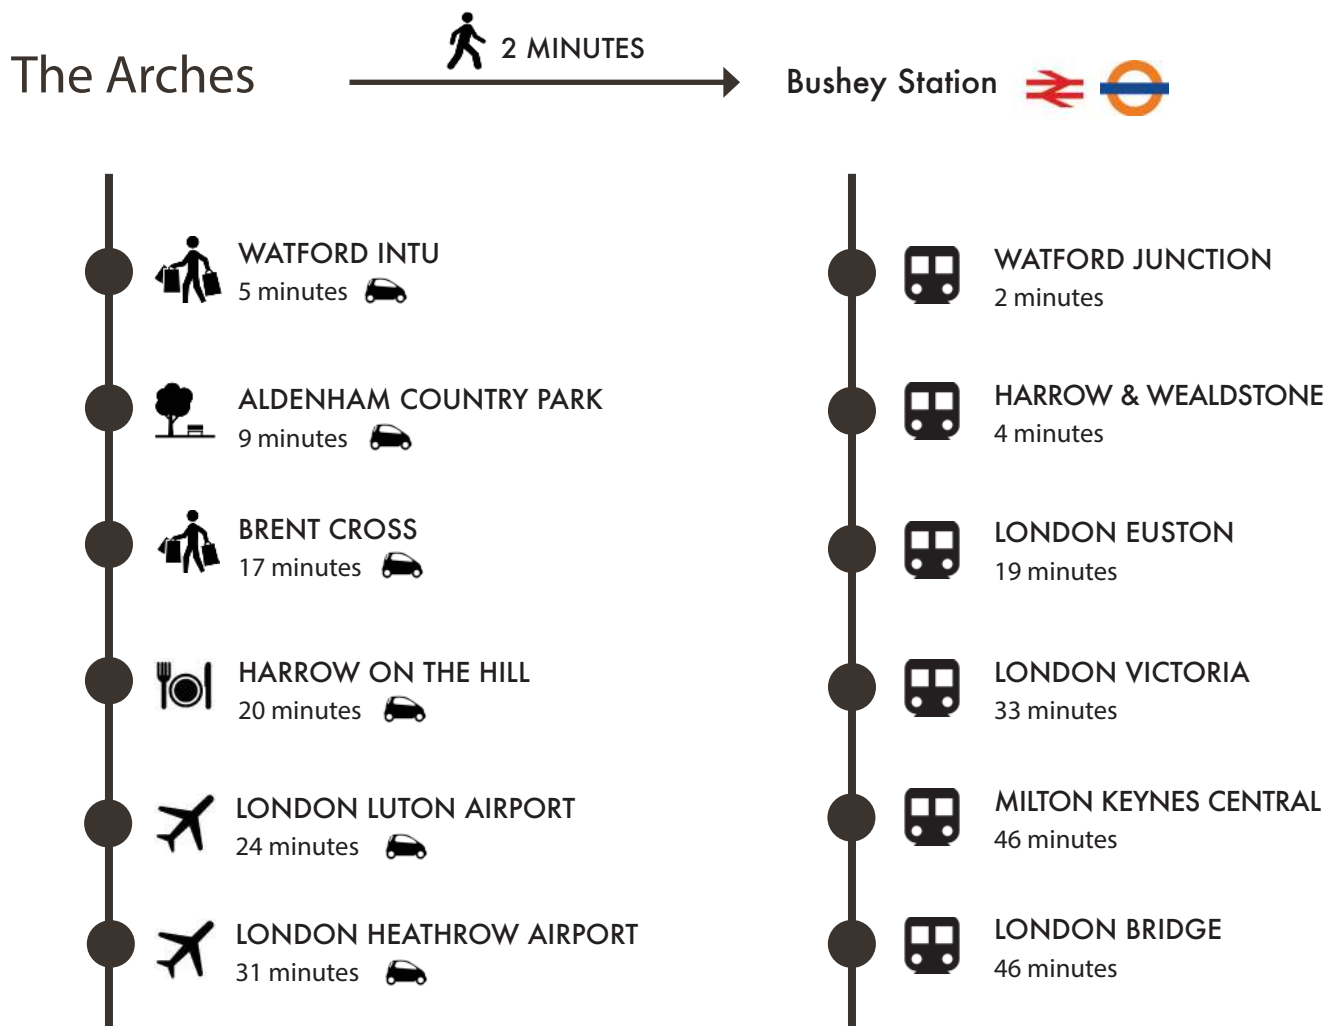 The Arches
2 MINUTES
Bushey Station
WATFORD INTU
5 minutes
ALDENHAM COUNTRY PARK
9 minutes
BRENT CROSS
17 minutes
HARROW ON THE HILL
20 minutes
LONDON LUTON AIRPORT
24 minutes
LONDON HEATHROW AIRPORT
31 minutes
WATFORD JUNCTION
2 minutes
HARROW & WEALDSTONE
4 minutes
LONDON EUSTON
19 minutes
LONDON VICTORIA
33 minutes
MILTON KEYNES CENTRAL
46 minutes
LONDON BRIDGE
46 minutes